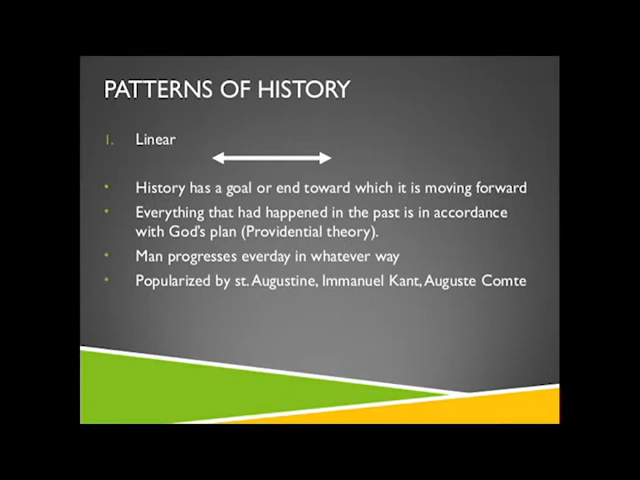 PATTERNS OF HISTORY
1. Linear
• History has a goal or end toward which it is moving forward
• Everything that had happened in the past is in accordance
with God's plan (Providential theory).
• Man progresses everday in whatever way
• Popularized by st. Augustine, Immanuel Kant, Auguste Comte